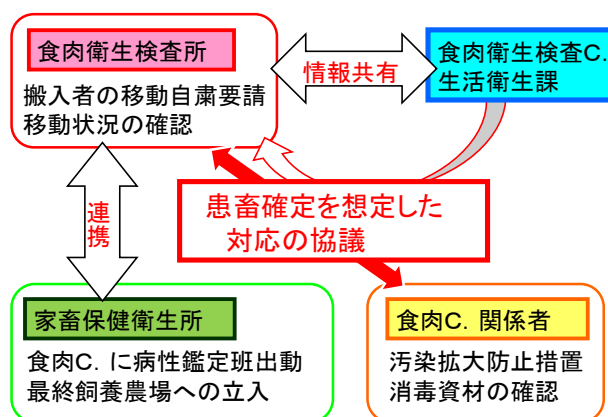 食肉衛生検査所
搬入者の移動自粛要請
移動状況の確認
情報共有
食肉衛生検査C.
生活衛生課
連携
患畜確定を想定した
対応の協議
家畜保健衛生所
食肉C. に病性鑑定班出動
最終飼養農場への立入
食肉C. 関係者
汚染拡大防止措置
消毒資材の確認